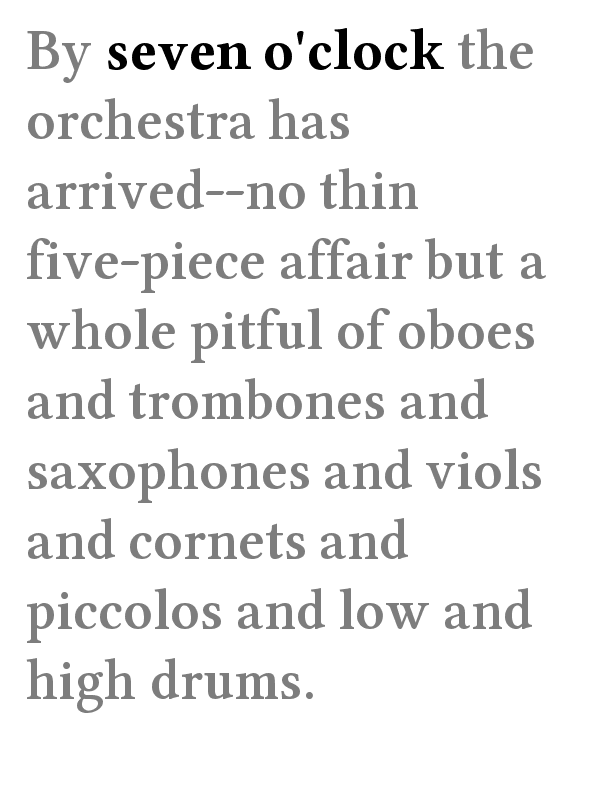 By seven o'clock the
orchestra has
arrived--no thin
five-piece affair but a
whole pitful of oboes
and trombones and
saxophones and viols
and cornets and
piccolos and low and
high drums.